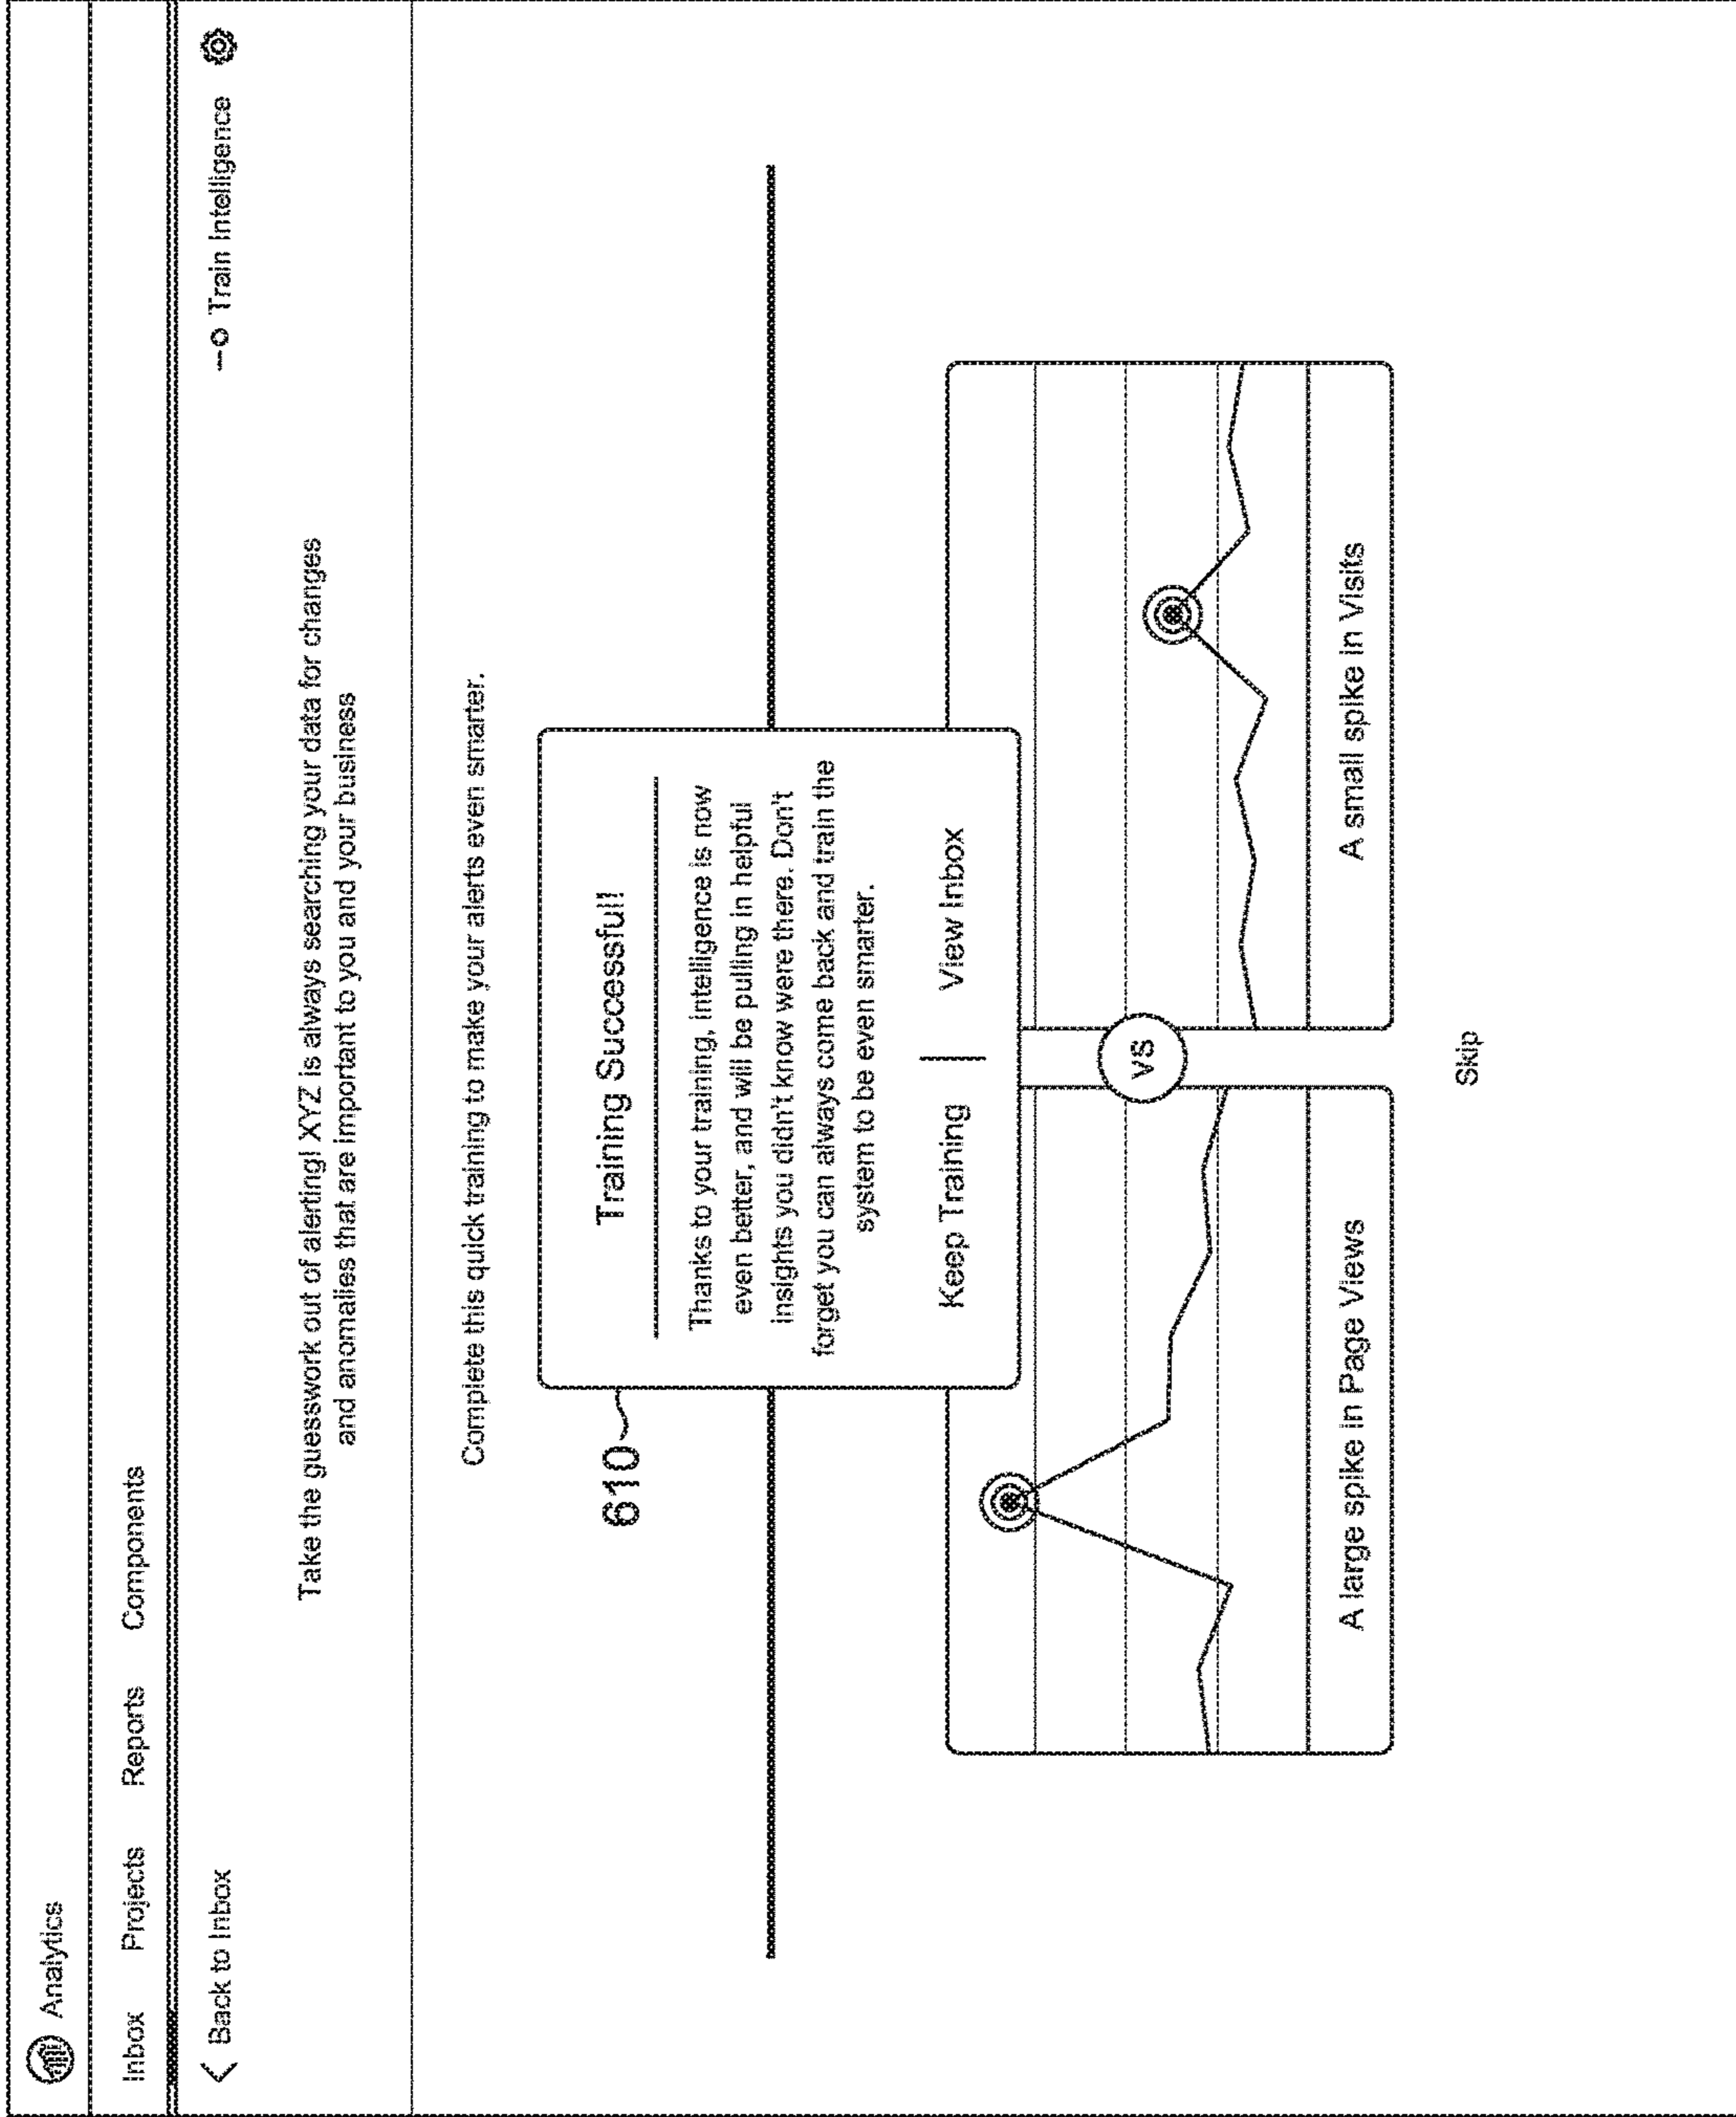 Analytics
Inbox Projects Reports Components
Back to Inbox
Train Intelligence
Take the guesswork out of alerting! XYZ is always searching your data for changes
and anomalies that are important to you and your business
Complete this quick training to make your alerts even smarter.
610
Training Successful!
Thanks to your training, intelligence is now
even better, and will be pulling in helpful
insights you didn't know were there. Don't
forget you can always come back and train the
system to be even smarter.
Keep Training | View Inbox
VS
A large spike in Page Views
A small spike in Visits
Skip